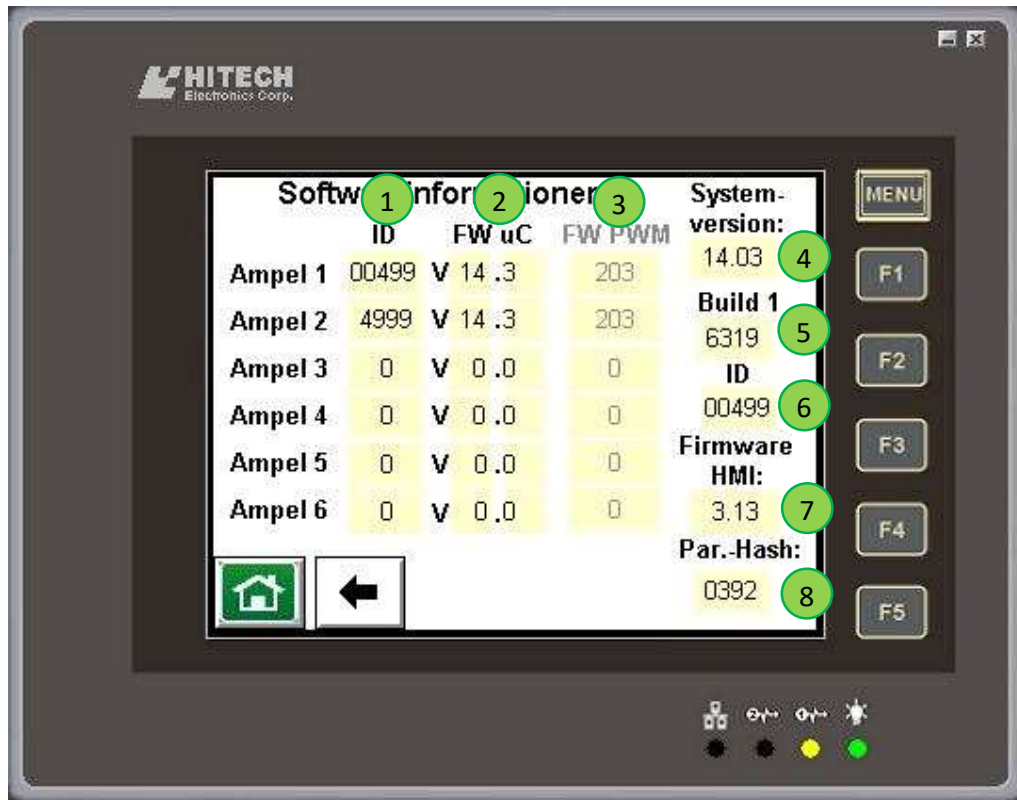 HITECH
Electronics Corp.
MENU
F1
F2
F3
F4
F5
1 2 3
ID FW uC FW PWM
Ampel 1 00499 V 14 .3 203
Ampel 2 4999 V 14 .3 203
Ampel 3 0 V 0.0 0
Ampel 4 0 V 0.0 0
Ampel 5 0 V 0.0 0
Ampel 6 0 V 0.0 0
System-
version:
14.03 4
Build 1
6319 5
ID
00499 6
Firmware
HMI:
3.13 7
Par.-Hash:
0392 8